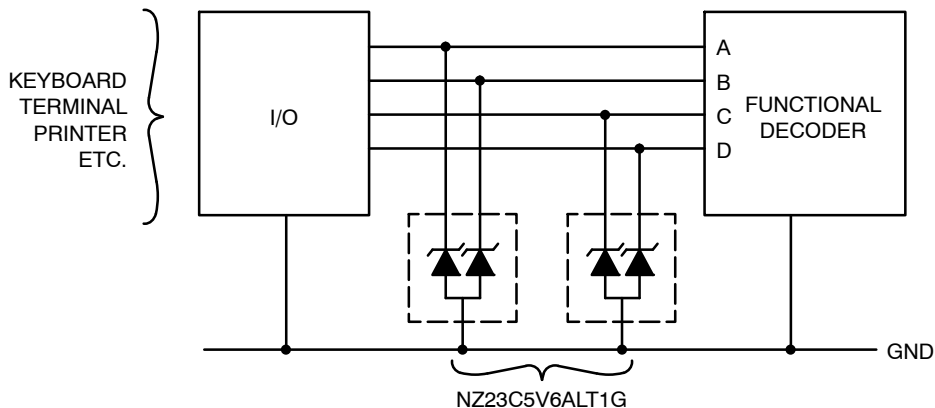 KEYBOARD
TERMINAL
PRINTER
ETC.
I/O
A
B
C
D
FUNCTIONAL
DECODER
GND
NZ23C5V6ALT1G